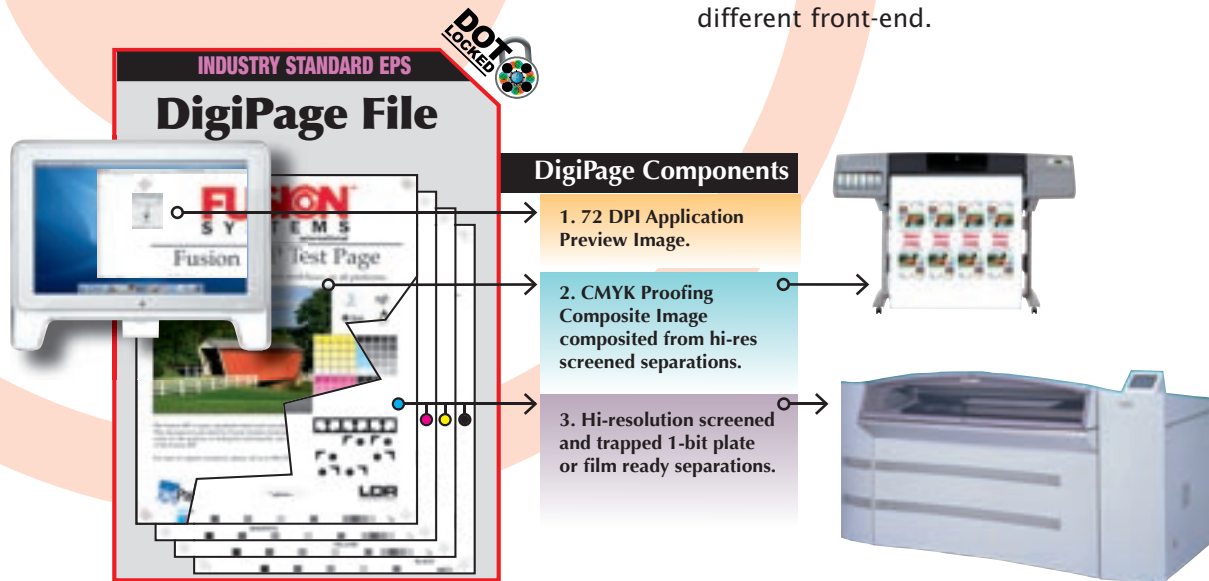 different front-end.
DOT
LOCKED
INDUSTRY STANDARD EPS
DigiPage File
DigiPage Components
FUSION
SYSTEMS
international
Fusion
Test Page
1. 72 DPI Application
Preview Image.
2. CMYK Proofing
Composite Image
composited from hi-res
screened separations.
3. Hi-resolution screened
and trapped 1-bit plate
or film ready separations.
LDR